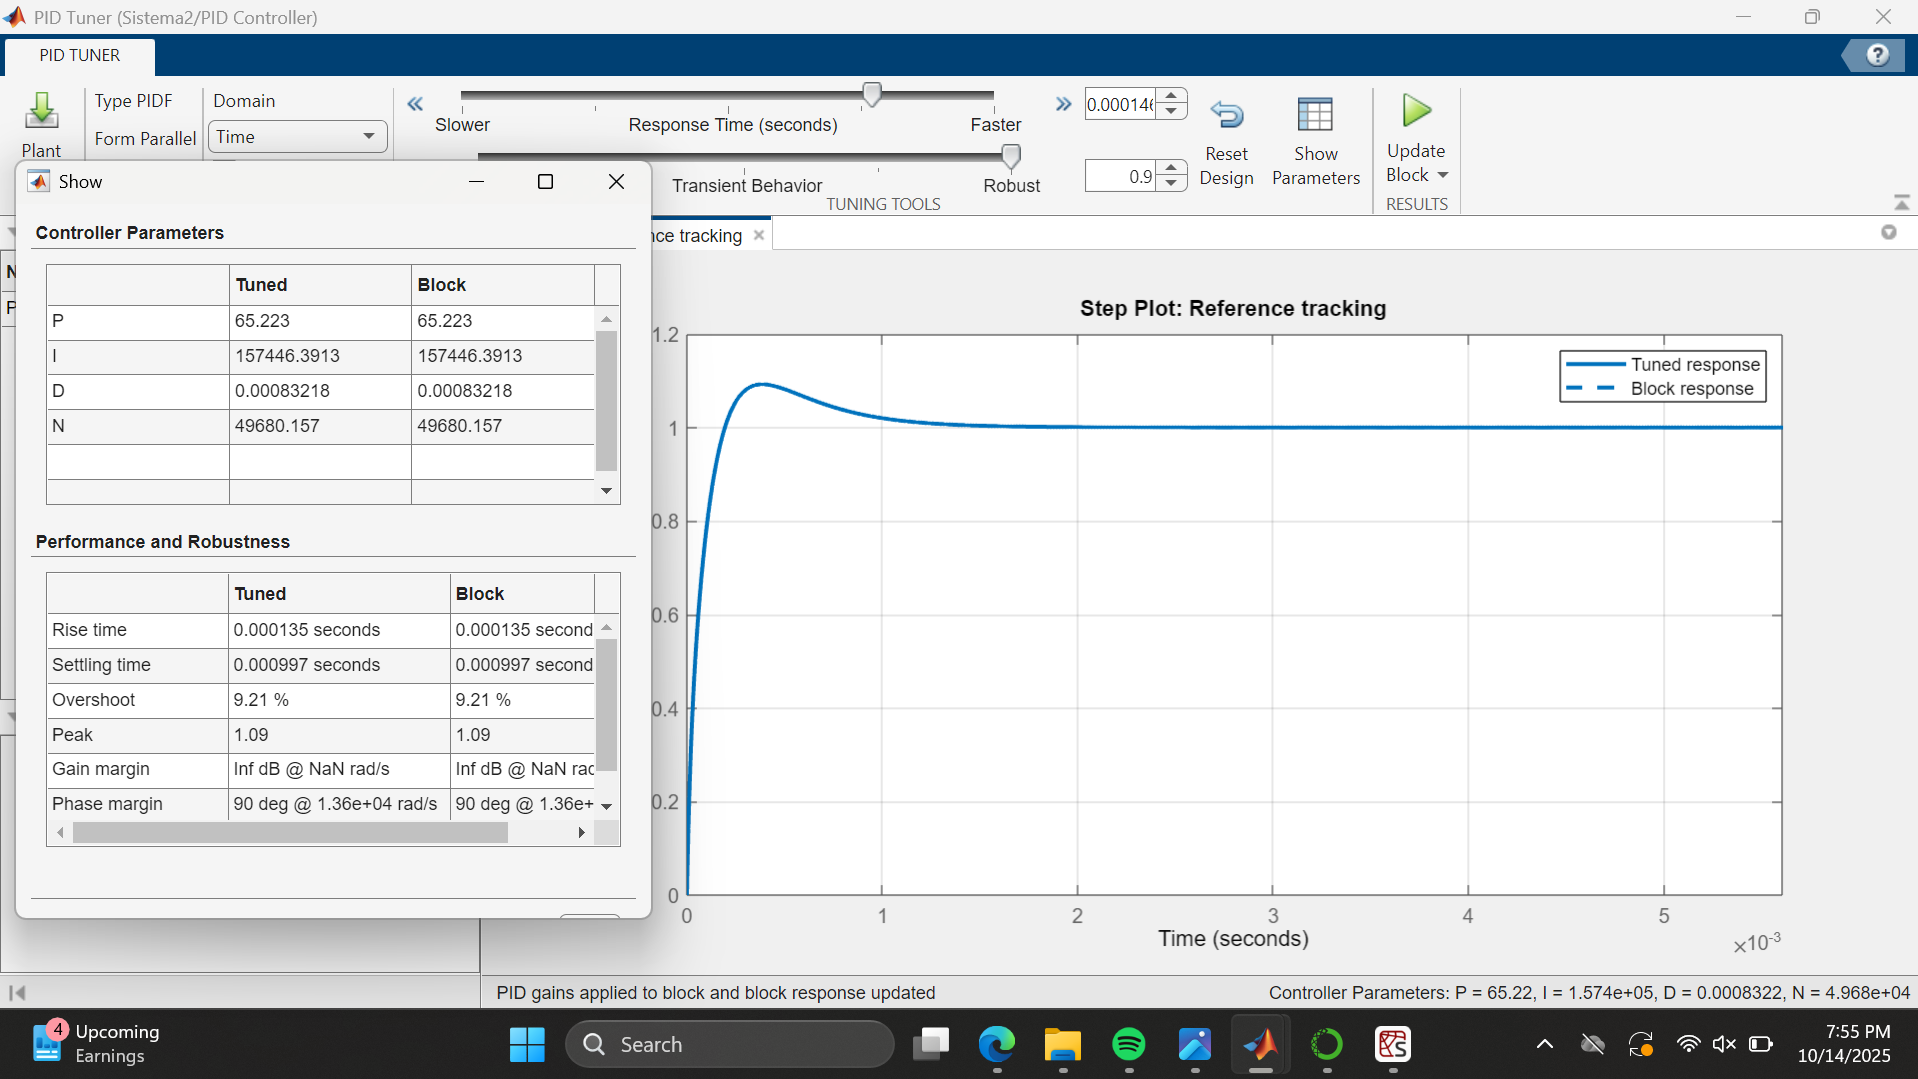 PID Tuner (Sistema2/PID Controller)
PID TUNER
Plant
Type PIDF
Form Parallel
Domain
Time
Slower
Response Time (seconds)
Faster
Transient Behavior
Robust
0.9
Reset
Design
Show
Parameters
Update
Block
TUNING TOOLS
RESULTS
Show
Controller Parameters
Tuned Block
P 65.223 65.223
I 157446.3913 157446.3913
D 0.00083218 0.00083218
N 49680.157 49680.157
Performance and Robustness
Tuned Block
Rise time 0.000135 seconds 0.000135 second
Settling time 0.000997 seconds 0.000997 second
Overshoot 9.21 % 9.21 %
Peak 1.09 1.09
Gain margin Inf dB @ NaN rad/s Inf dB @ NaN rad
Phase margin 90 deg @ 1.36e+04 rad/s 90 deg @ 1.36e+
tracking
Step Plot: Reference tracking
Tuned response
Block response
1.2
1
0.8
0.6
0.4
0.2
0
0 1 2 3 4 5
Time (seconds)
×10-3
PID gains applied to block and block response updated
Controller Parameters: P = 65.22, I = 1.574e+05, D = 0.0008322, N = 4.968e+04
4
Upcoming
Earnings
Search
7:55 PM
10/14/2025